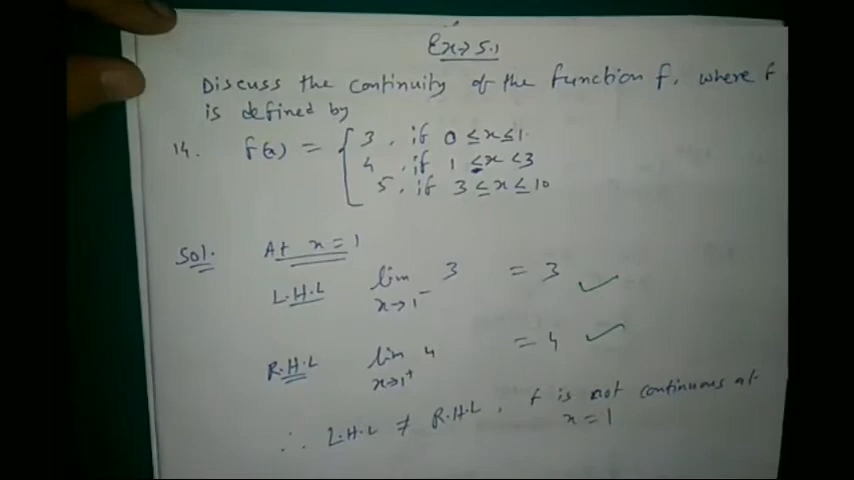 Ex→5.1
Discuss the continuity of the function f, where f
is defined by
14. f(x) = { 3, if 0 ≤ x ≤ 1
4, if 1 ≤ x < 3
5, if 3 ≤ x ≤ 10
Sol. At x = 1
L.H.L lim x→1⁻ 3 = 3 ✓
R.H.L lim x→1⁺ 4 = 4 ✓
∴ L.H.L ≠ R.H.L, f is not continuous at
x = 1